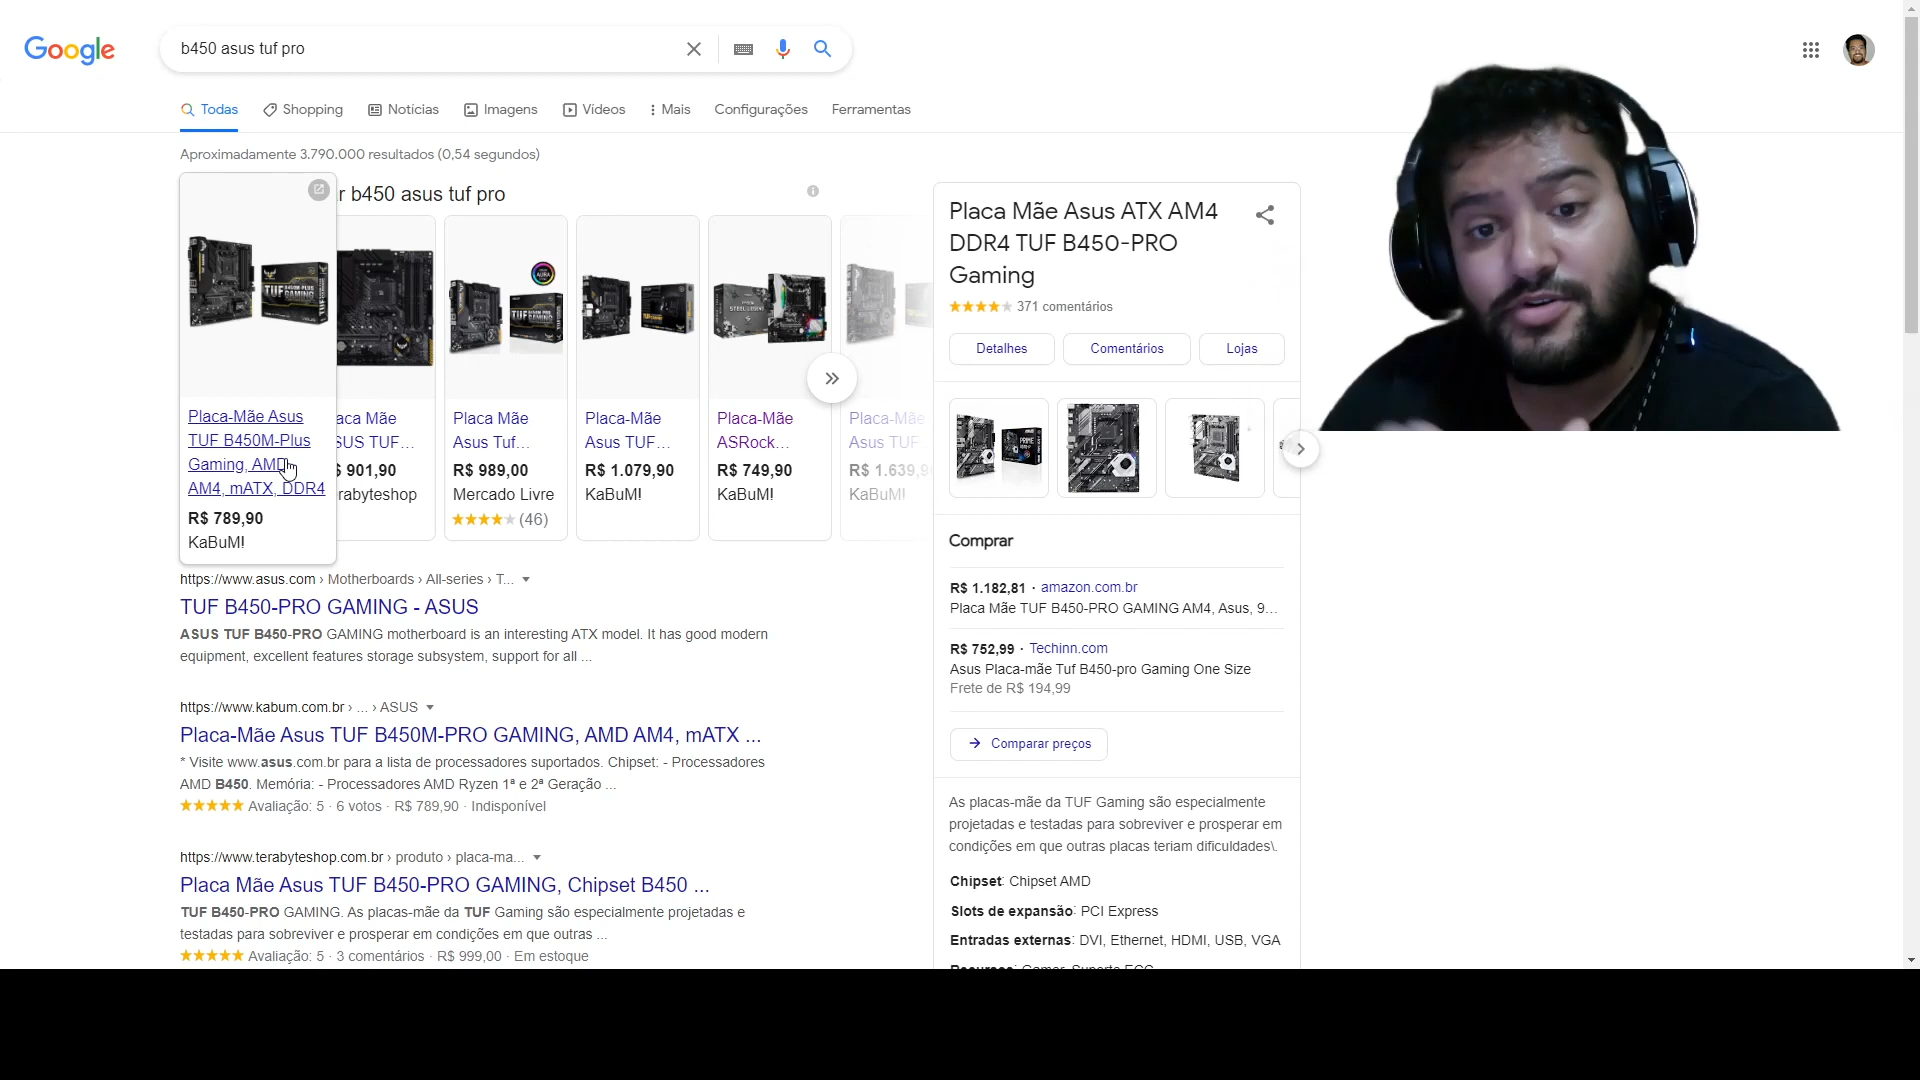 Google
b450 asus tuf pro
Todas
Shopping
Notícias
Imagens
Vídeos
Mais
Configurações
Ferramentas
Aproximadamente 3.790.000 resultados (0,54 segundos)
r b450 asus tuf pro
Placa-Mãe Asus
TUF B450M-Plus
Gaming, AMD
AM4, mATX, DDR4
R$ 789,90
KaBuM!
aca Mãe
SUS TUF...
$ 901,90
rabyteshop
Placa Mãe
Asus Tuf...
R$ 989,00
Mercado Livre
(46)
Placa-Mãe
Asus TUF...
R$ 1.079,90
KaBuM!
Placa-Mãe
ASRock...
R$ 749,90
KaBuM!
Placa-Mãe
Asus TUF
R$ 1.639,9
KaBuM!
https://www.asus.com › Motherboards › All-series › T...
TUF B450-PRO GAMING - ASUS
ASUS TUF B450-PRO GAMING motherboard is an interesting ATX model. It has good modern
equipment, excellent features storage subsystem, support for all ...
https://www.kabum.com.br › ... › ASUS
Placa-Mãe Asus TUF B450M-PRO GAMING, AMD AM4, mATX ...
* Visite www.asus.com.br para a lista de processadores suportados. Chipset: - Processadores
AMD B450. Memória: - Processadores AMD Ryzen 1ª e 2ª Geração ...
Avaliação: 5 · 6 votos · R$ 789,90 · Indisponível
https://www.terabyteshop.com.br › produto › placa-ma...
Placa Mãe Asus TUF B450-PRO GAMING, Chipset B450 ...
TUF B450-PRO GAMING. As placas-mãe da TUF Gaming são especialmente projetadas e
testadas para sobreviver e prosperar em condições em que outras ...
Avaliação: 5 · 3 comentários · R$ 999,00 · Em estoque
Placa Mãe Asus ATX AM4
DDR4 TUF B450-PRO
Gaming
371 comentários
Detalhes
Comentários
Lojas
Comprar
R$ 1.182,81 · amazon.com.br
Placa Mãe TUF B450-PRO GAMING AM4, Asus, 9...
R$ 752,99 · Techinn.com
Asus Placa-mãe Tuf B450-pro Gaming One Size
Frete de R$ 194,99
Comparar preços
As placas-mãe da TUF Gaming são especialmente
projetadas e testadas para sobreviver e prosperar em
condições em que outras placas teriam dificuldades\.
Chipset: Chipset AMD
Slots de expansão: PCI Express
Entradas externas: DVI, Ethernet, HDMI, USB, VGA
Recursos: Gamer, Suporte ECC